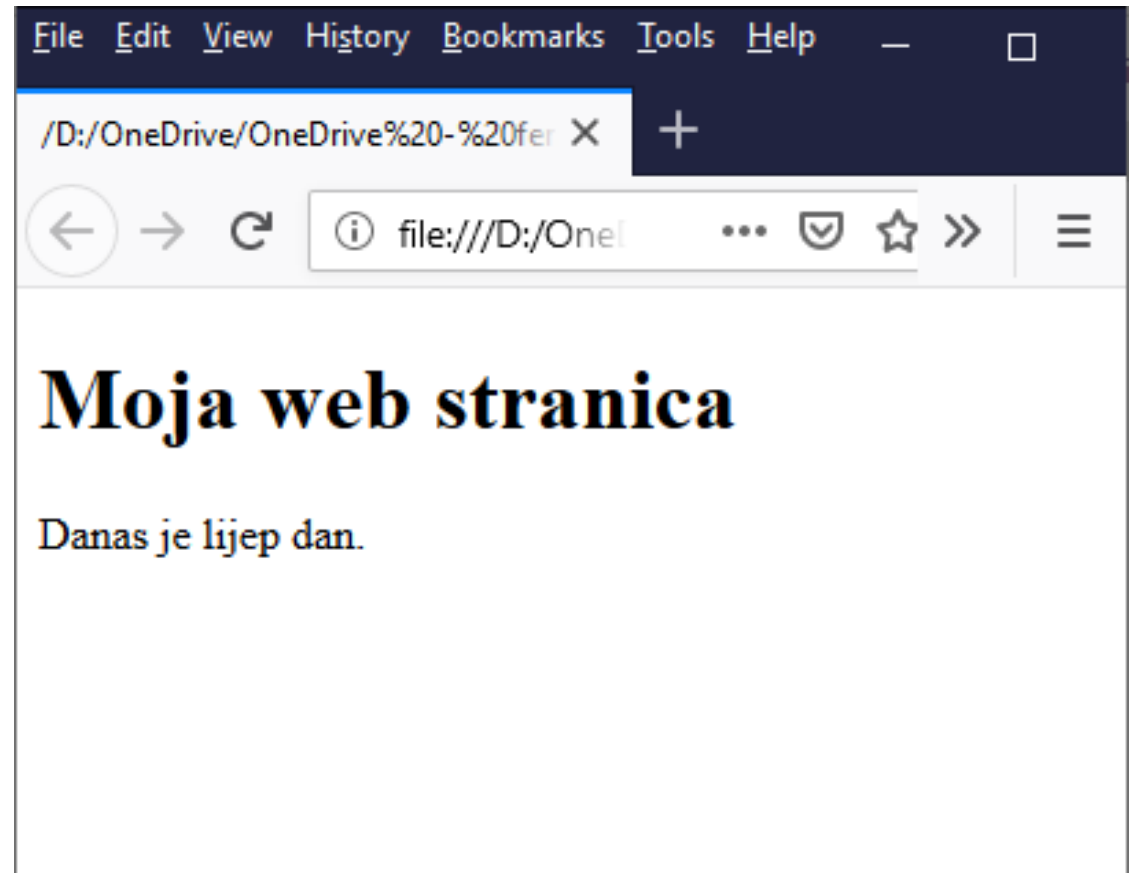 File Edit View History Bookmarks Tools Help
/D:/OneDrive/OneDrive%20-%20fer
file:///D:/One
Moja web stranica
Danas je lijep dan.